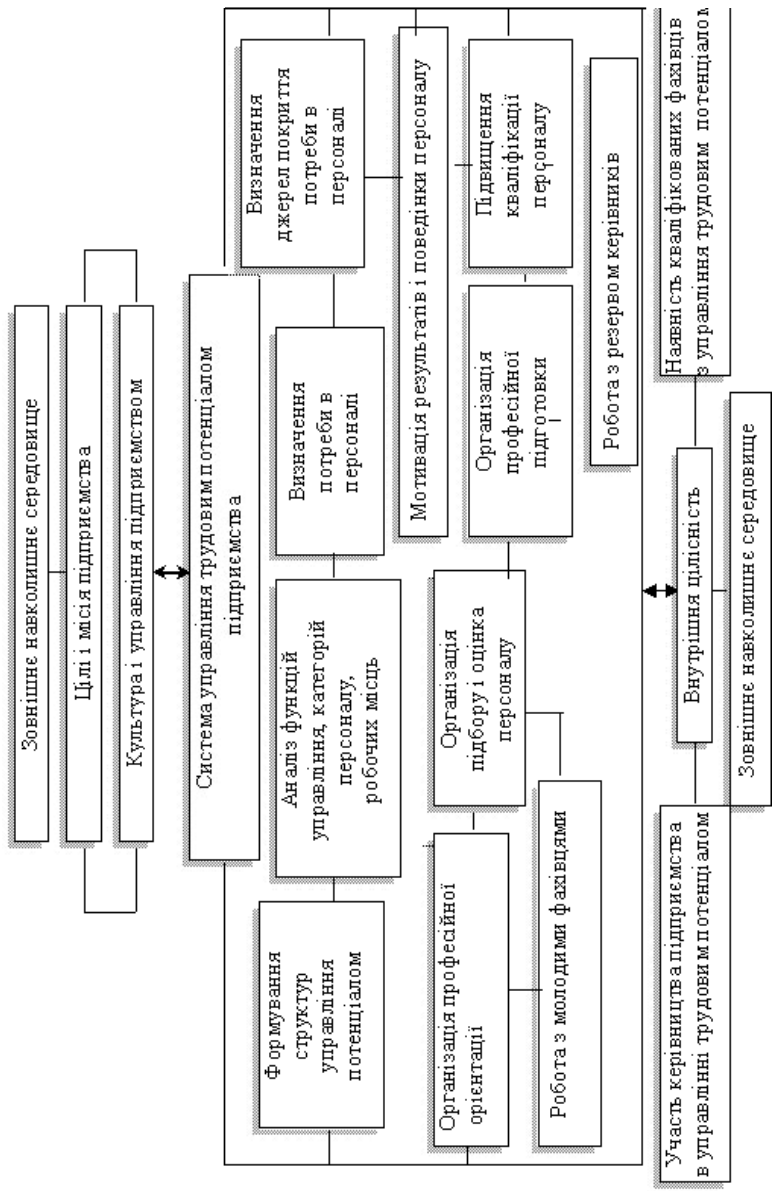 Зовнішнє навколишнє середовище
Цілі і місія підприємства
Культура і управління підприємством
Система управління трудовим потенціалом
підприємства
Формування
структур
управління
потенціалом
Аналіз функцій
управління, категорій
персоналу,
робочих місць
Визначення
потреби в
персоналі
Визначення
джерел покриття
потреби в
персоналі
Мотивація результатів і поведінки персоналу
Організація професійної
орієнтації
Організація
підбору і оцінка
персоналу
Організація
професійної
підготовки
Підвищення
кваліфікації
персоналу
Робота з молодими фахівцями
Робота з резервом керівників
Участь керівництва підприємства
в управлінні трудовим потенціалом
Внутрішня цілісність
Наявність кваліфікованих фахівців
з управління трудовим потенціалом
Зовнішнє навколишнє середовище